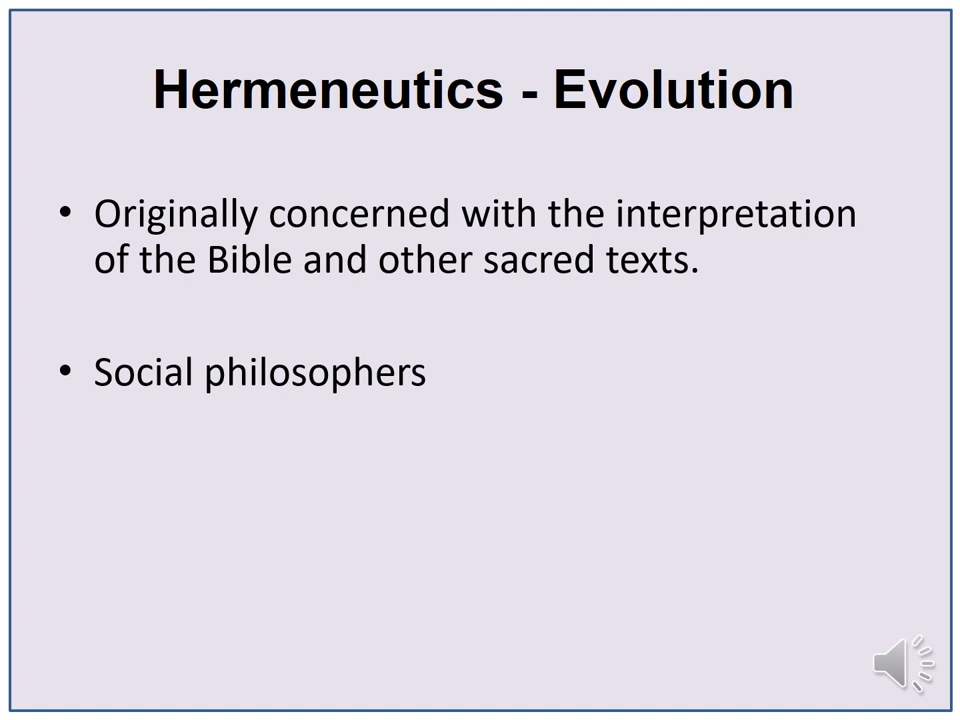 Hermeneutics - Evolution
• Originally concerned with the interpretation
of the Bible and other sacred texts.
• Social philosophers